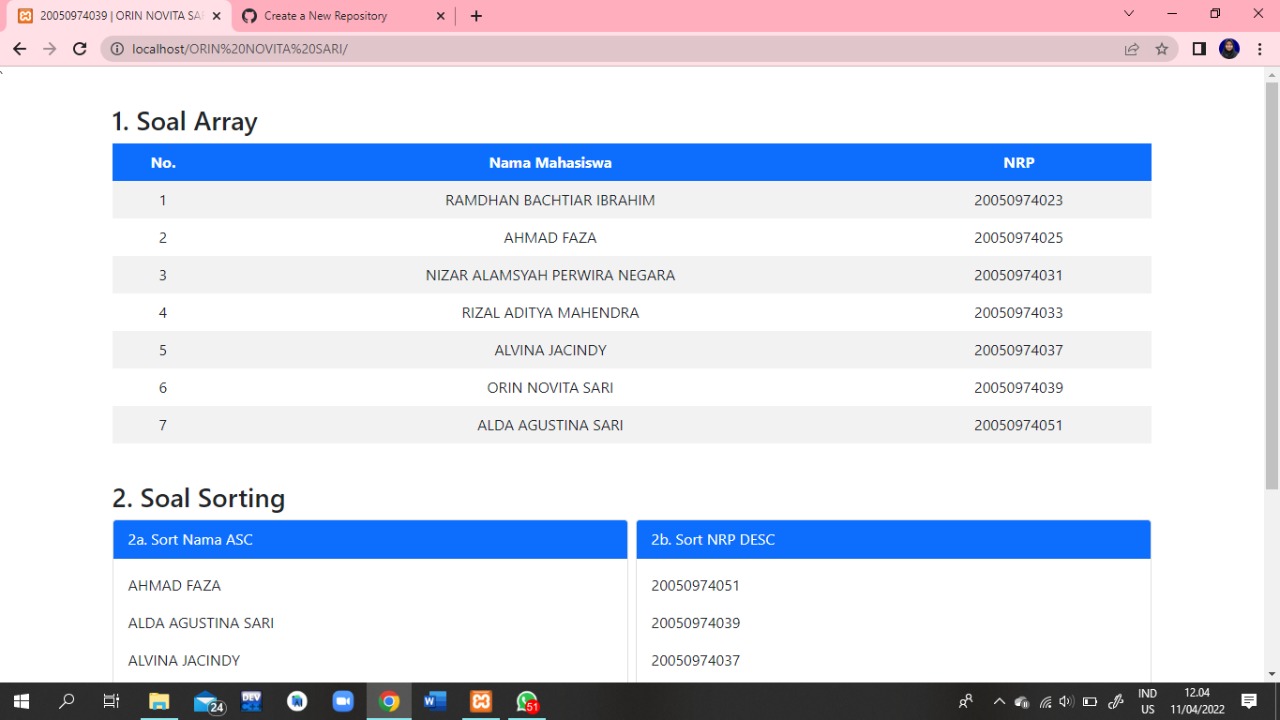 20050974039 | ORIN NOVITA SA
Create a New Repository
localhost/ORIN%20NOVITA%20SARI/
`
1. Soal Array
No. Nama Mahasiswa NRP
1 RAMDHAN BACHTIAR IBRAHIM 20050974023
2 AHMAD FAZA 20050974025
3 NIZAR ALAMSYAH PERWIRA NEGARA 20050974031
4 RIZAL ADITYA MAHENDRA 20050974033
5 ALVINA JACINDY 20050974037
6 ORIN NOVITA SARI 20050974039
7 ALDA AGUSTINA SARI 20050974051
2. Soal Sorting
2a. Sort Nama ASC
AHMAD FAZA
ALDA AGUSTINA SARI
ALVINA JACINDY
2b. Sort NRP DESC
20050974051
20050974039
20050974037
24
DEV
51
IND
US
12.04
11/04/2022